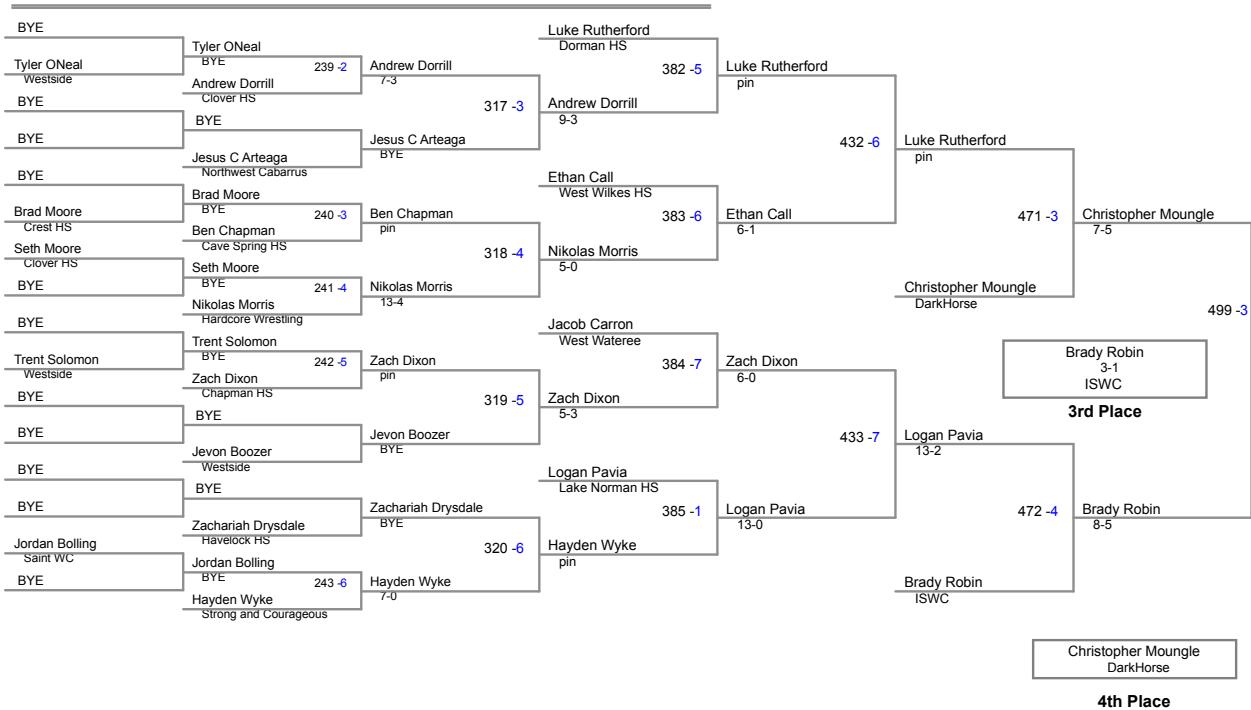 BYE
Tyler ONeal
Westside
BYE
BYE
BYE
Brad Moore
Crest HS
Seth Moore
Clover HS
BYE
BYE
Trent Solomon
Westside
BYE
BYE
BYE
BYE
Jordan Bolling
Saint WC
BYE
Tyler ONeal
BYE
239 -2
Andrew Dorrill
Clover HS
BYE
Jesus C Arteaga
Northwest Cabarrus
Brad Moore
BYE
240 -3
Ben Chapman
Cave Spring HS
Seth Moore
BYE
241 -4
Nikolas Morris
Hardcore Wrestling
Trent Solomon
BYE
242 -5
Zach Dixon
Chapman HS
BYE
Jevon Boozer
Westside
BYE
Zachariah Drysdale
Havelock HS
Jordan Bolling
BYE
243 -6
Hayden Wyke
Strong and Courageous
Andrew Dorrill
7-3
317 -3
Jesus C Arteaga
BYE
Ben Chapman
pin
318 -4
Nikolas Morris
13-4
Zach Dixon
pin
319 -5
Jevon Boozer
BYE
Zachariah Drysdale
BYE
320 -6
Hayden Wyke
7-0
Luke Rutherford
Dorman HS
382 -5
Andrew Dorrill
9-3
Ethan Call
West Wilkes HS
383 -6
Nikolas Morris
5-0
Jacob Carron
West Wateree
384 -7
Zach Dixon
5-3
Logan Pavia
Lake Norman HS
385 -1
Hayden Wyke
pin
Luke Rutherford
pin
432 -6
Ethan Call
6-1
Zach Dixon
6-0
433 -7
Logan Pavia
13-0
Luke Rutherford
pin
471 -3
Christopher Moungle
DarkHorse
Logan Pavia
13-2
472 -4
Brady Robin
ISWC
Christopher Moungle
7-5
499 -3
Brady Robin
8-5
Brady Robin
3-1
ISWC
3rd Place
Christopher Moungle
DarkHorse
4th Place